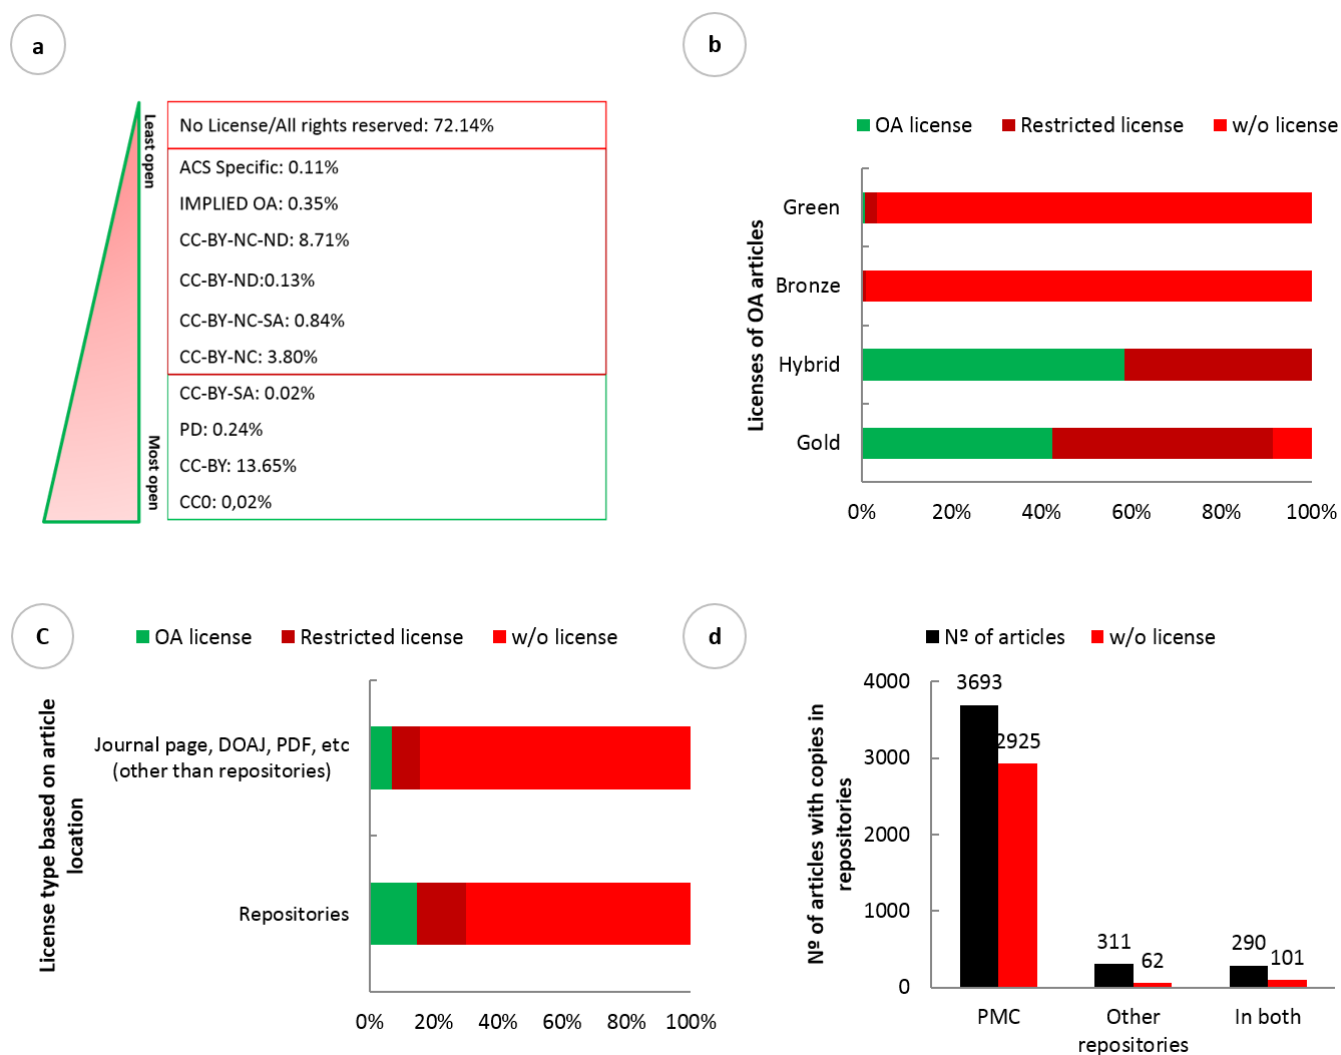 a
Least open
Most open
No License/All rights reserved: 72.14%
ACS Specific: 0.11%
IMPLIED OA: 0.35%
CC-BY-NC-ND: 8.71%
CC-BY-ND:0.13%
CC-BY-NC-SA: 0.84%
CC-BY-NC: 3.80%
CC-BY-SA: 0.02%
PD: 0.24%
CC-BY: 13.65%
CC0: 0,02%
b
OA license
Restricted license
w/o license
Licenses of OA articles
Green
Bronze
Hybrid
Gold
0%
20%
40%
60%
80%
100%
C
OA license
Restricted license
w/o license
License type based on article
location
Journal page, DOAJ, PDF, etc
(other than repositories)
Repositories
0%
20%
40%
60%
80%
100%
d
Nº of articles
w/o license
Nº of articles with copies in
repositories
4000
3000
2000
1000
0
3693
2925
311
62
290
101
PMC
Other
repositories
In both